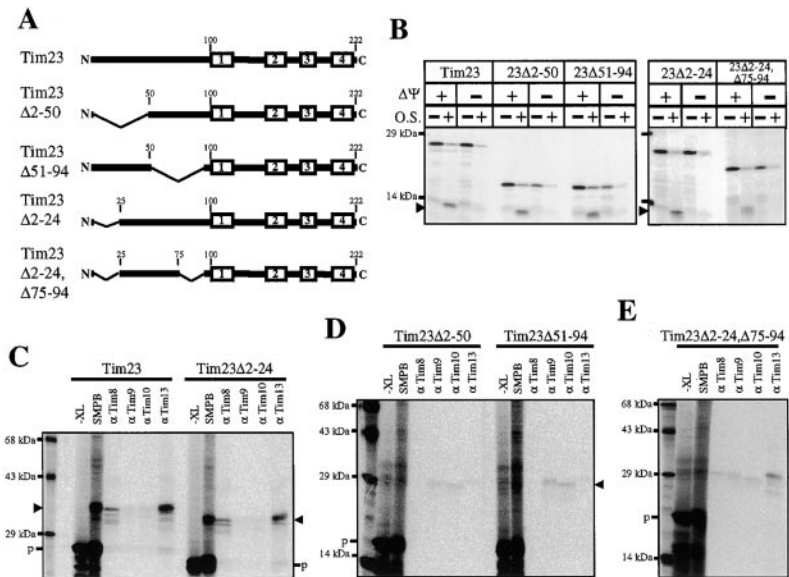 A
Tim23 N 100 1 2 3 4 222 C
Tim23
Δ2-50 N 50 100 1 2 3 4 222 C
Tim23
Δ51-94 N 50 100 1 2 3 4 222 C
Tim23
Δ2-24 N 25 100 1 2 3 4 222 C
Tim23
Δ2-24,
Δ75-94 N 25 75 100 1 2 3 4 222 C
B
Tim23 23Δ2-50 23Δ51-94 23Δ2-24 23Δ2-24, Δ75-94
ΔΨ + − + − + − + − + −
O.S. − + − + − + − + − + − + − + − + − + − +
29 kDa
14 kDa
C
Tim23 Tim23Δ2-24
-XL SMPB α Tim8 α Tim9 α Tim10 α Tim13 -XL SMPB α Tim8 α Tim9 α Tim10 α Tim13
68 kDa
43 kDa
29 kDa
p
p
D
Tim23Δ2-50 Tim23Δ51-94
-XL SMPB α Tim8 α Tim9 α Tim10 α Tim13 -XL SMPB α Tim8 α Tim9 α Tim10 α Tim13
68 kDa
43 kDa
29 kDa
p
14 kDa
E
Tim23Δ2-24,Δ75-94
-XL SMPB α Tim8 α Tim9 α Tim10 α Tim13
68 kDa
43 kDa
29 kDa
p
14 kDa